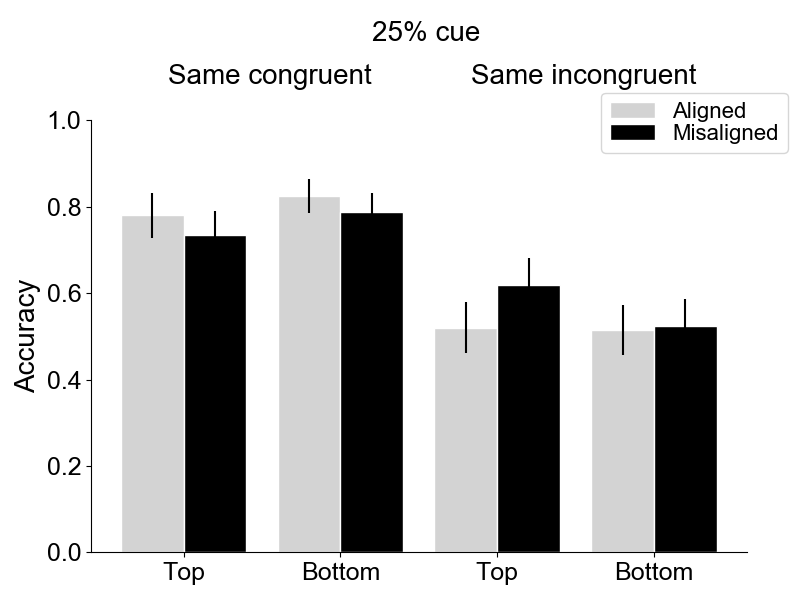 25% cue
Same congruent
Same incongruent
Aligned
Misaligned
1.0
0.8
0.6
0.4
0.2
0.0
Accuracy
Top
Bottom
Top
Bottom